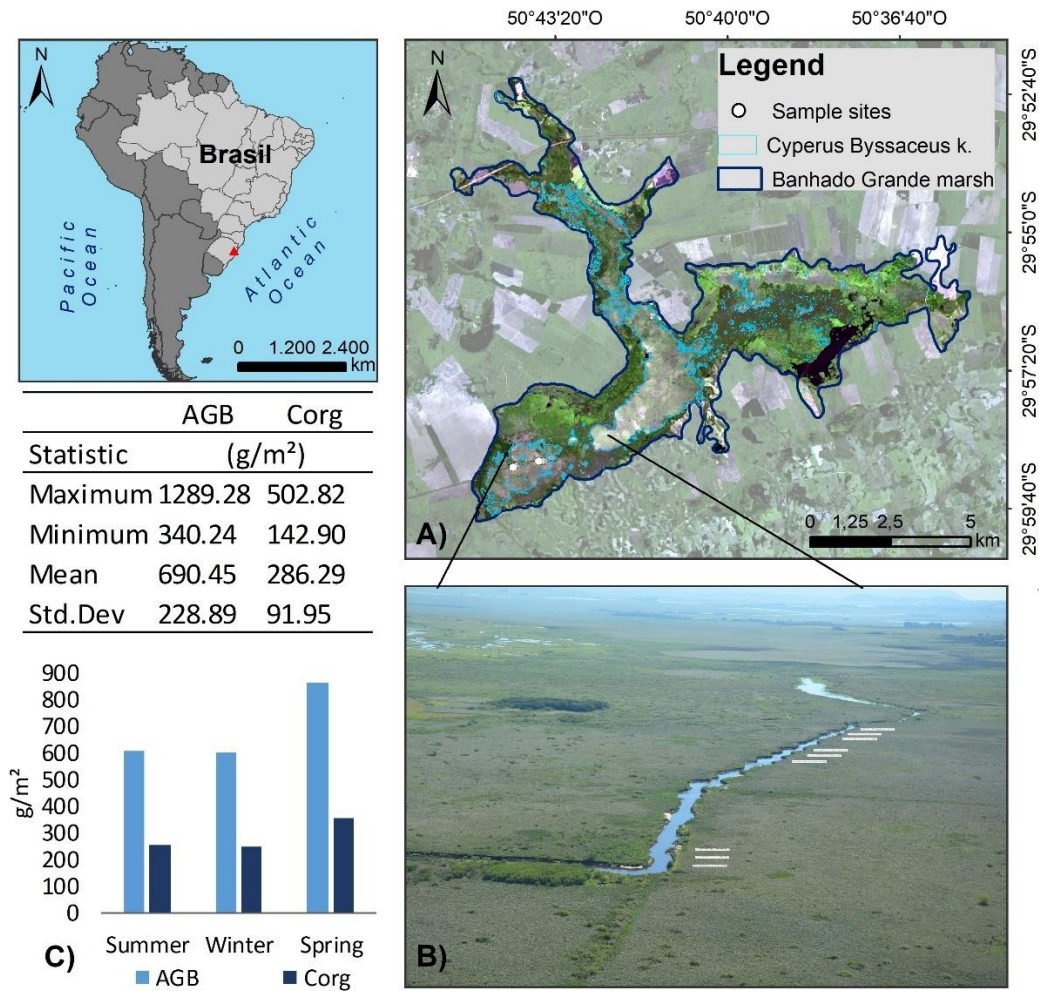 50°43'20"O 50°40'0"O 50°36'40"O
N
Brasil
Pacific
Ocean
Atlantic
Ocean
0 1.200 2.400
km
N
Legend
Sample sites
Cyperus Byssaceus k.
Banhado Grande marsh
29°52'40"S
29°55'0"S
29°57'20"S
29°59'40"S
A)
0 1,25 2,5 5
km
AGB Corg
Statistic (g/m²)
Maximum 1289.28 502.82
Minimum 340.24 142.90
Mean 690.45 286.29
Std.Dev 228.89 91.95
900
800
700
600
500
400
300
200
100
0
g/m²
Summer Winter Spring
C)
AGB Corg
B)